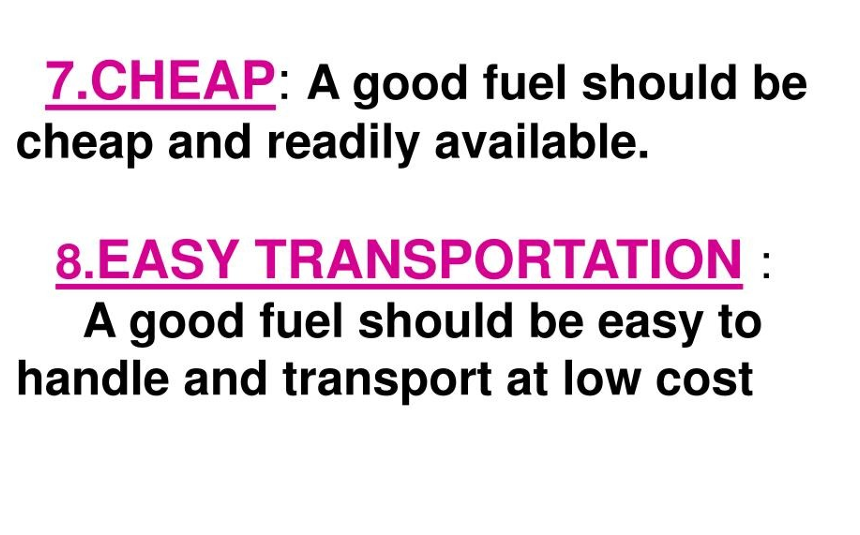 7.CHEAP: A good fuel should be
cheap and readily available.
8.EASY TRANSPORTATION :
A good fuel should be easy to
handle and transport at low cost